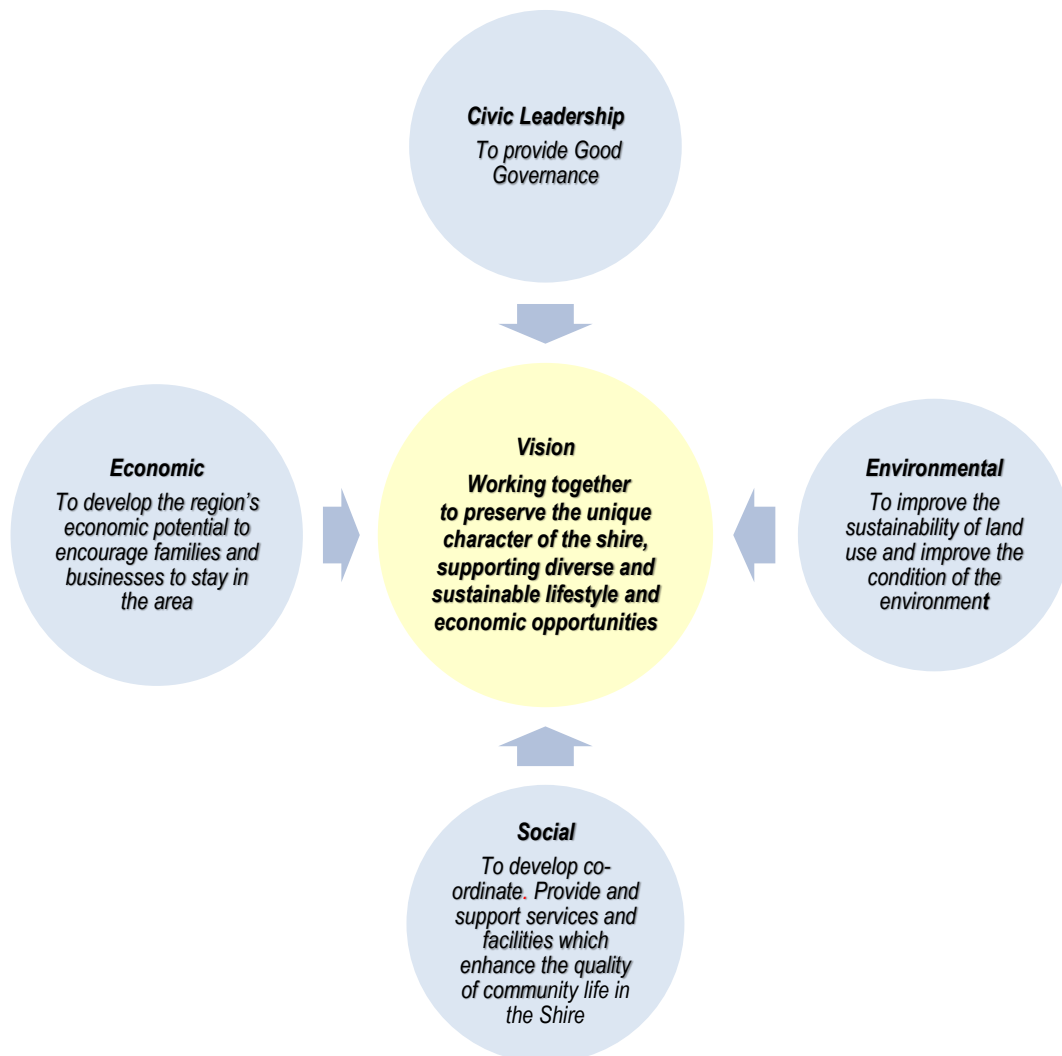 Civic Leadership
To provide Good
Governance
Economic
To develop the region's
economic potential to
encourage families and
businesses to stay in
the area
Vision
Working together
to preserve the unique
character of the shire,
supporting diverse and
sustainable lifestyle and
economic opportunities
Environmental
To improve the
sustainability of land
use and improve the
condition of the
environment
Social
To develop co-
ordinate. Provide and
support services and
facilities which
enhance the quality
of community life in
the Shire